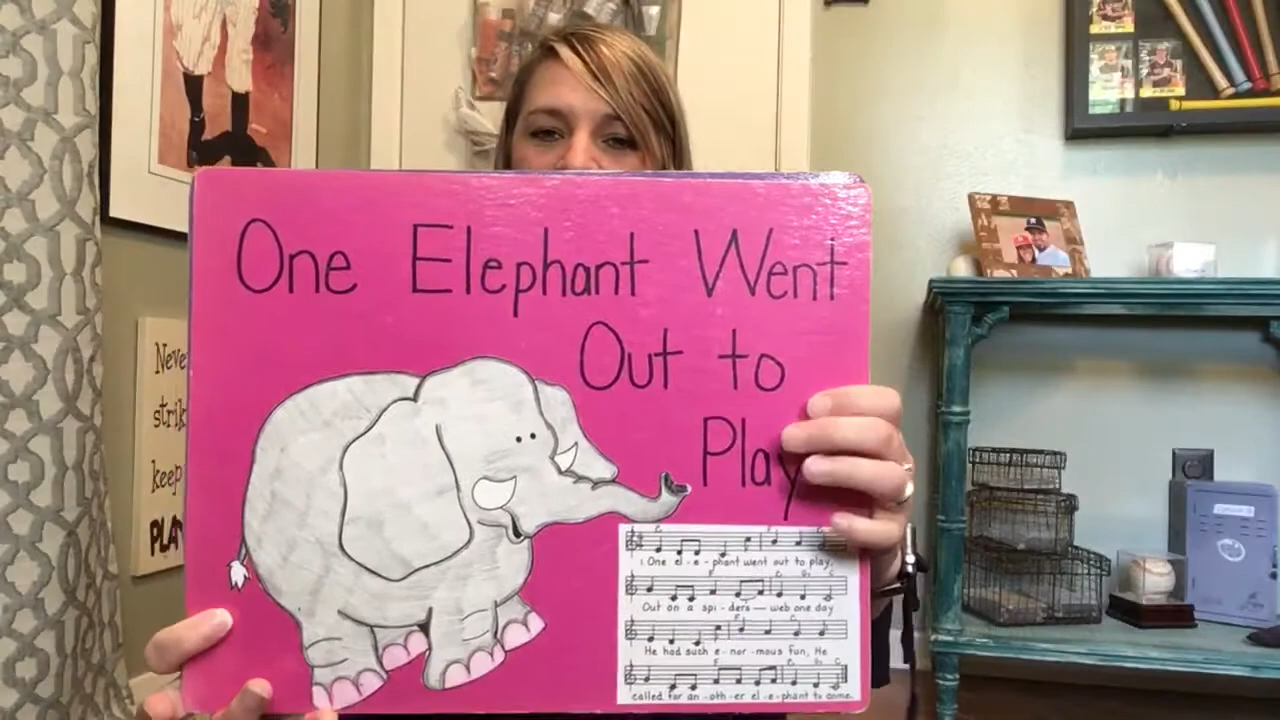 One Elephant Went
Out to
Play
1 One el-e-phant went out to play,
Out on a spi-ders—web one day
He had such e-nor-mous fun, He
called for an-oth-er el-e-phant to come.
Never
strik
keep
PLAY